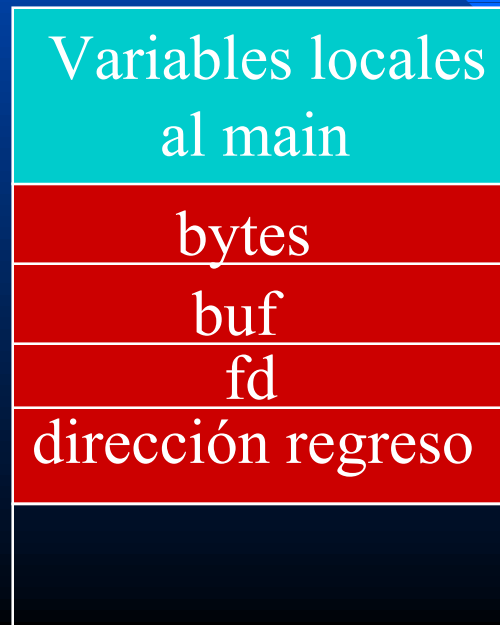 Variables locales
al main
bytes
buf
fd
dirección regreso